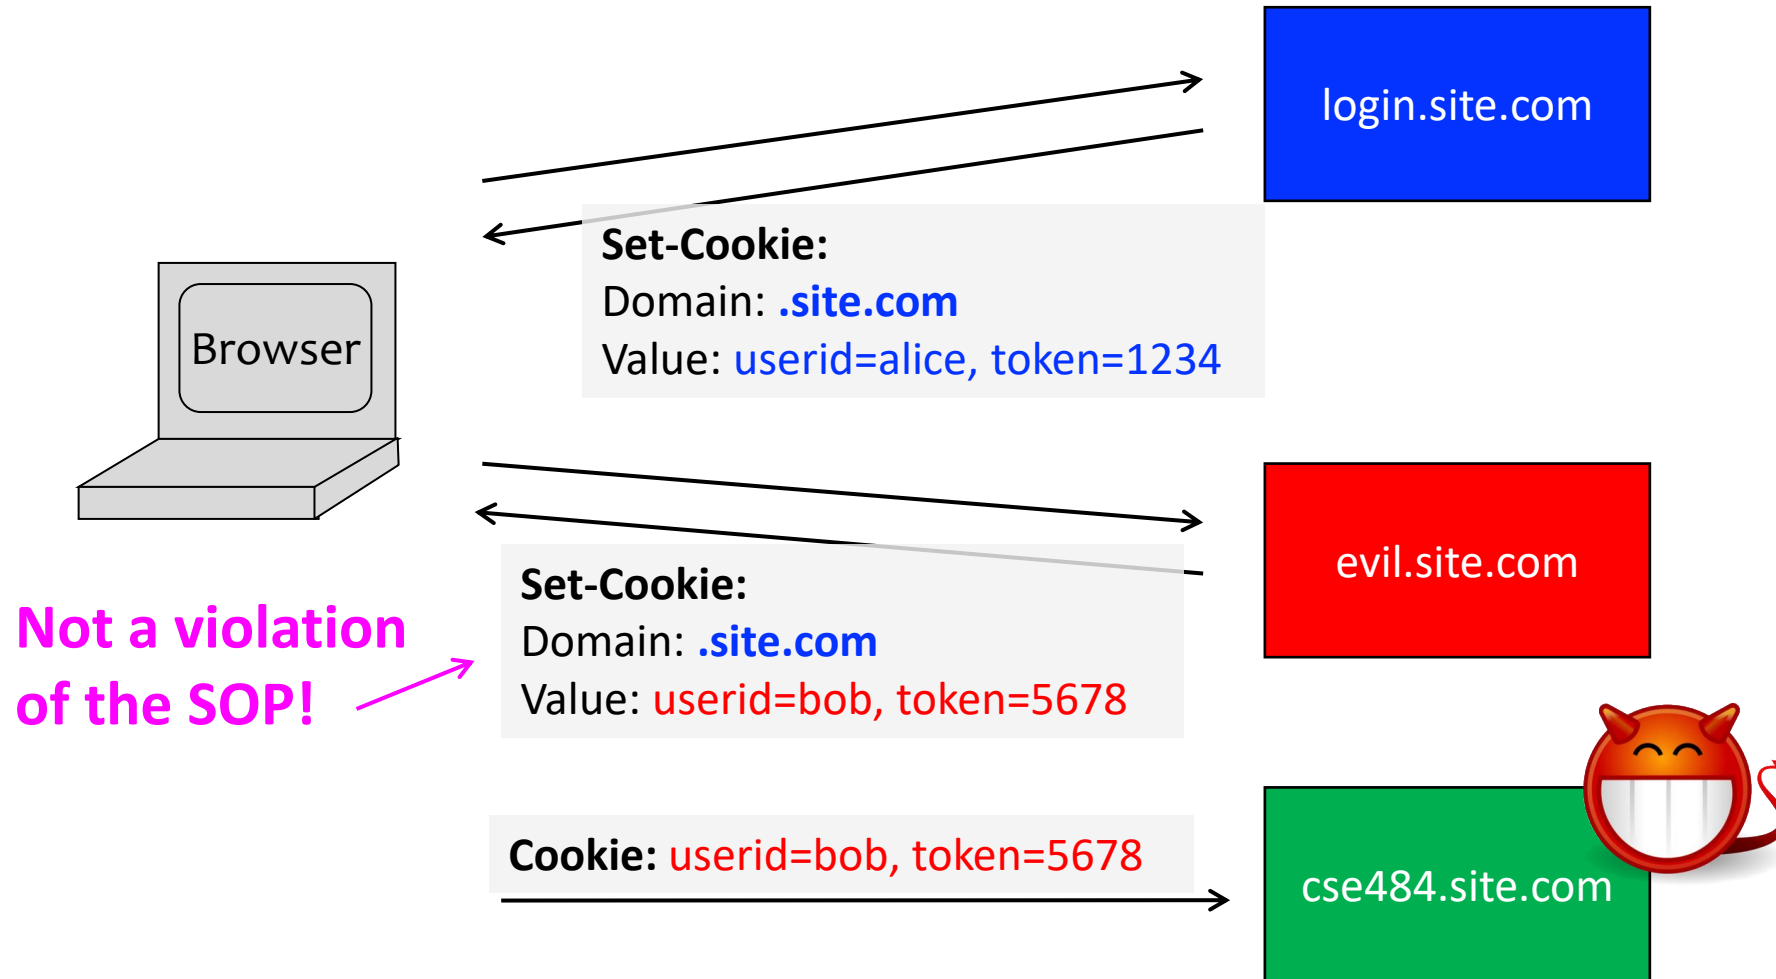 login.site.com
Set-Cookie:
Domain: .site.com
Value: userid=alice, token=1234
Browser
evil.site.com
Set-Cookie:
Domain: .site.com
Value: userid=bob, token=5678
Not a violation
of the SOP!
Cookie: userid=bob, token=5678
cse484.site.com